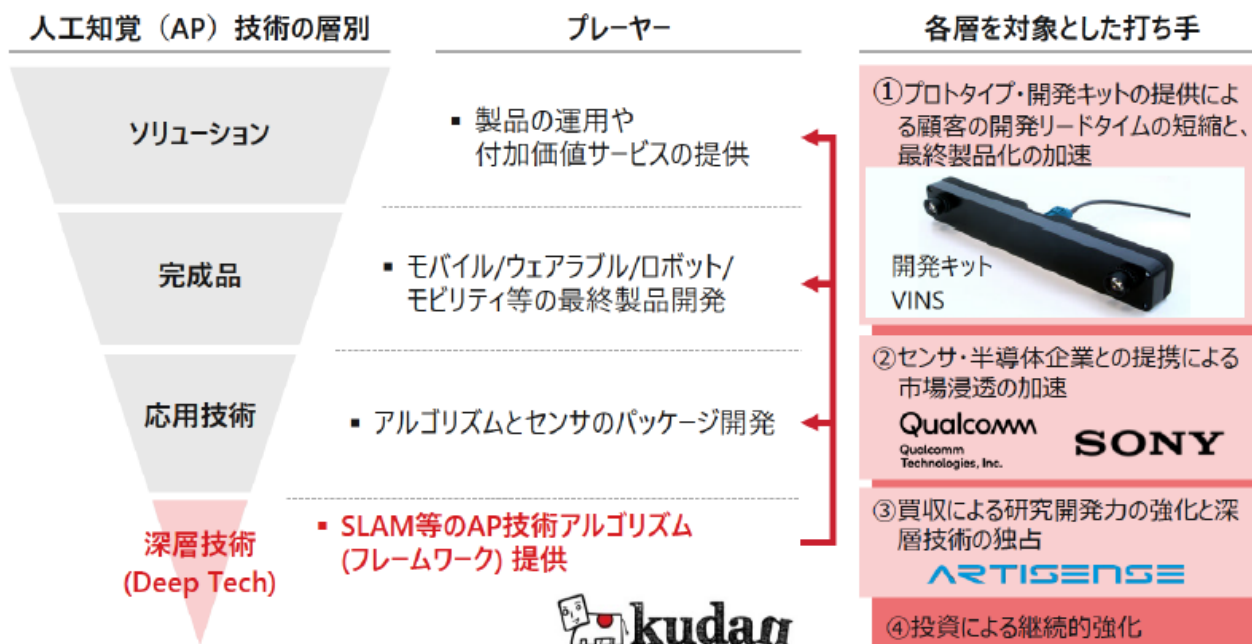 人工知覚（AP）技術の層別
プレーヤー
各層を対象とした打ち手
ソリューション
▪ 製品の運用や
付加価値サービスの提供
①プロトタイプ・開発キットの提供によ
る顧客の開発リードタイムの短縮と、
最終製品化の加速
開発キット
VINS
完成品
▪ モバイル/ウェアラブル/ロボット/
モビリティ等の最終製品開発
応用技術
▪ アルゴリズムとセンサのパッケージ開発
②センサ・半導体企業との提携による
市場浸透の加速
Qualcomm
Qualcomm
Technologies, Inc.
SONY
深層技術
(Deep Tech)
▪ SLAM等のAP技術アルゴリズム
(フレームワーク) 提供
kudan
③買収による研究開発力の強化と深
層技術の独占
ARTISENSE
④投資による継続的強化